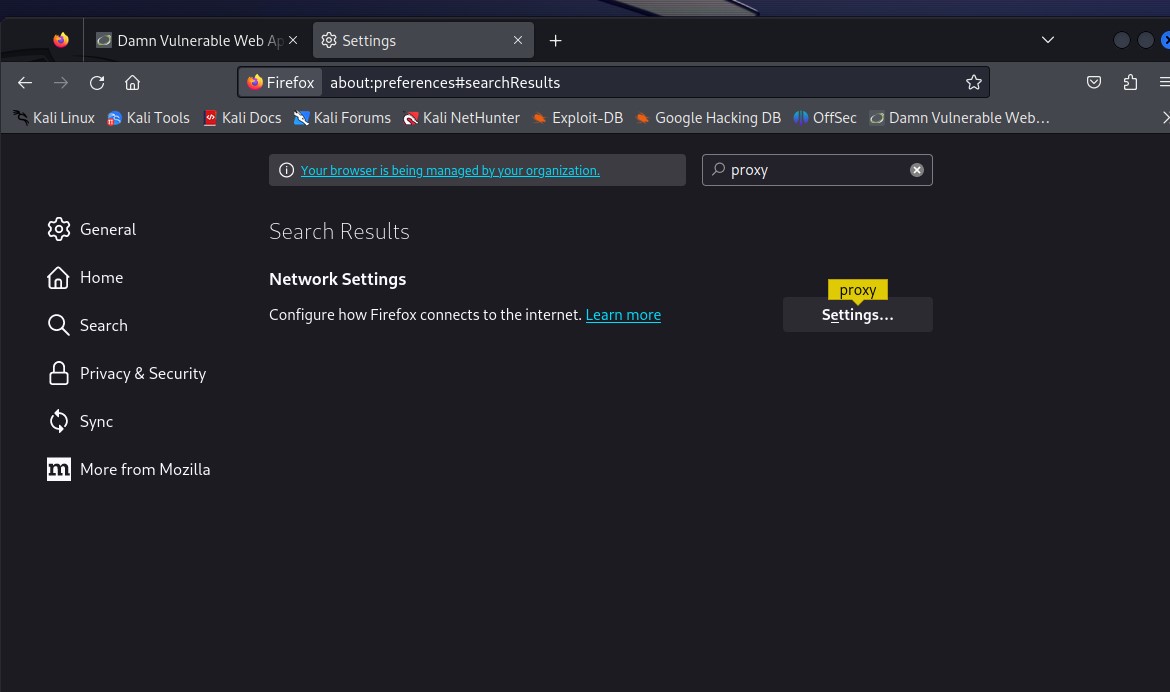 Damn Vulnerable Web Ap
Settings
Firefox about:preferences#searchResults
Kali Linux Kali Tools Kali Docs Kali Forums Kali NetHunter Exploit-DB Google Hacking DB OffSec Damn Vulnerable Web…
Your browser is being managed by your organization.
proxy
General
Home
Search
Privacy & Security
Sync
More from Mozilla
Search Results
Network Settings
Configure how Firefox connects to the internet. Learn more
proxy
Settings…